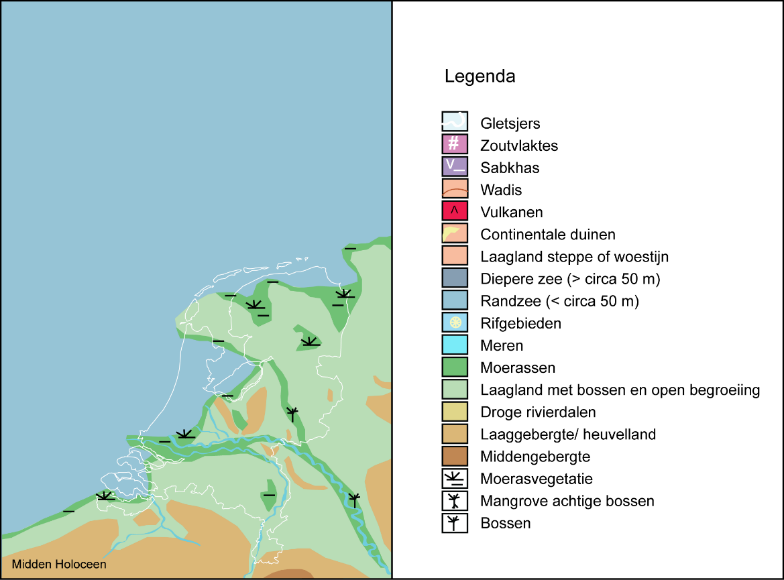 Legenda
Gletsjers
# Zoutvlaktes
V_ Sabkhas
Wadis
^ Vulkanen
Continentale duinen
Laagland steppe of woestijn
Diepere zee (> circa 50 m)
Randzee (< circa 50 m)
Rifgebieden
Meren
Moerassen
Laagland met bossen en open begroeiing
Droge rivierdalen
Laaggebergte/ heuvelland
Middengebergte
Moerasvegetatie
Mangrove achtige bossen
Bossen
Midden Holoceen